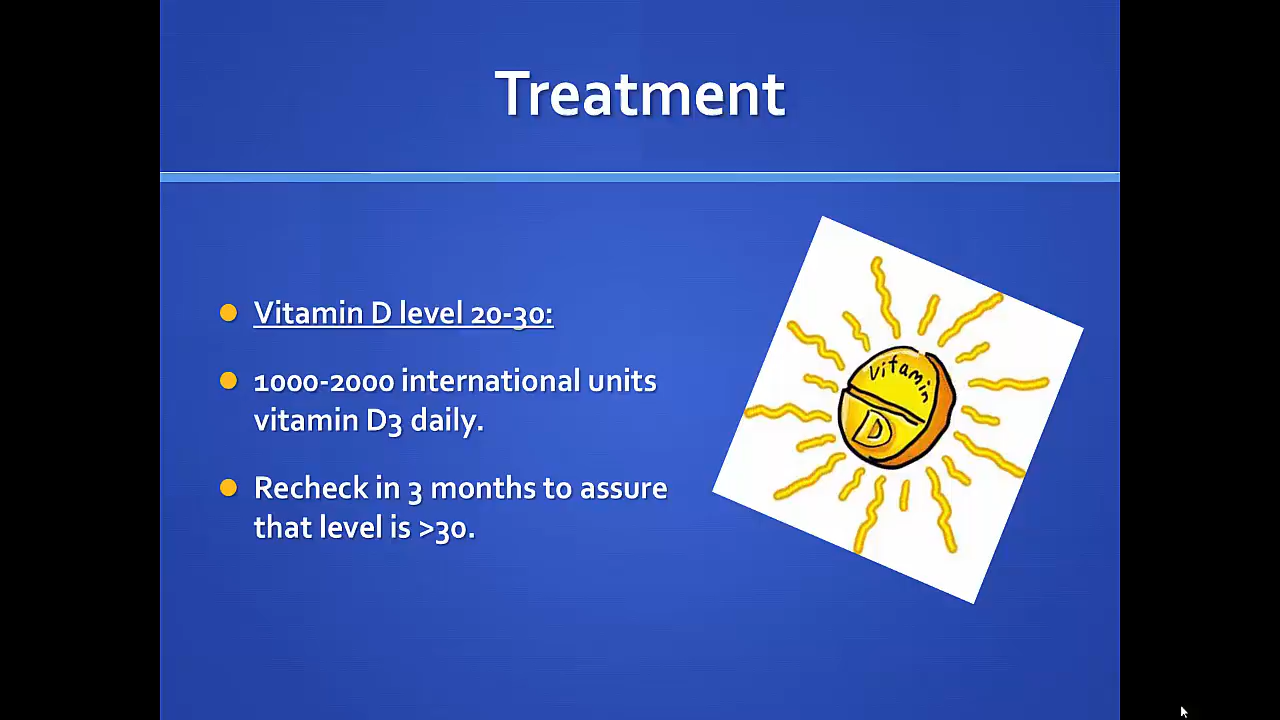 Treatment
Vitamin D level 20-30:
1000-2000 international units
vitamin D3 daily.
Recheck in 3 months to assure
that level is >30.
Vitamin
D